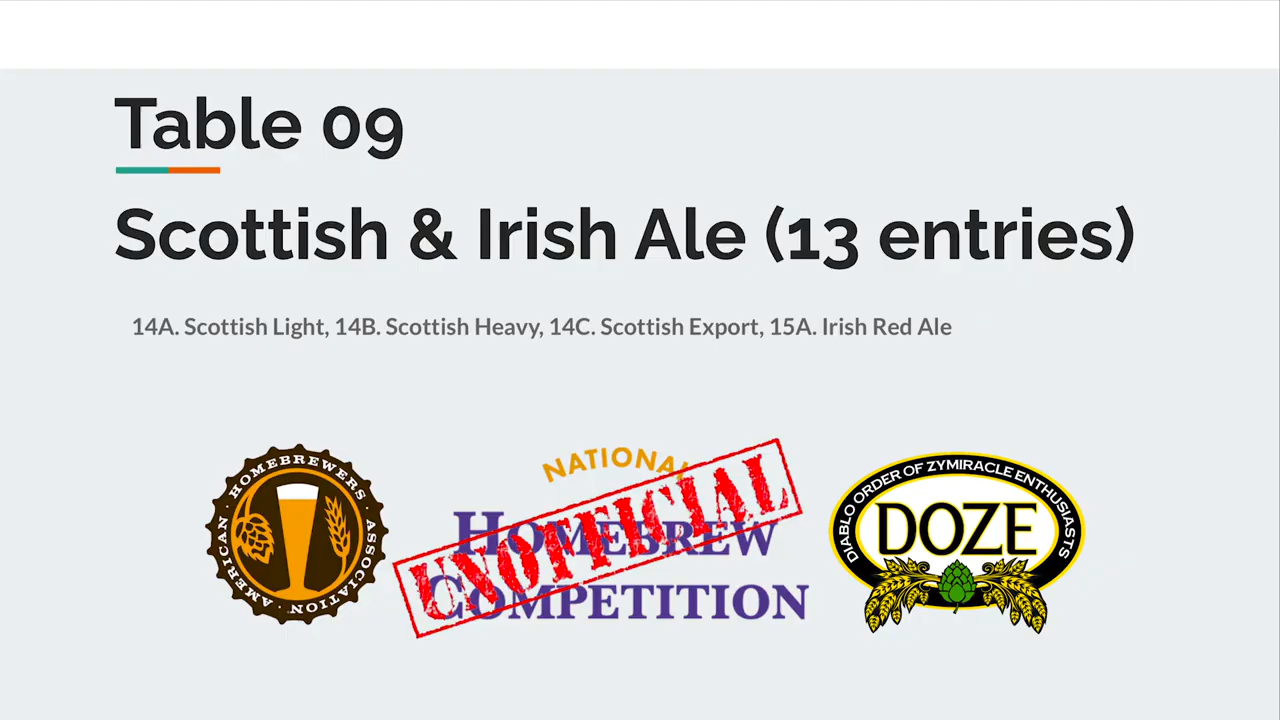 Table 09
Scottish & Irish Ale (13 entries)
14A. Scottish Light, 14B. Scottish Heavy, 14C. Scottish Export, 15A. Irish Red Ale
AMERICAN · HOMEBREWERS · ASSOCIATION ·
NATIONAL
HOMEBREW
COMPETITION
UNOFFICIAL
DIABLO ORDER OF ZYMIRACLE ENTHUSIASTS
DOZE